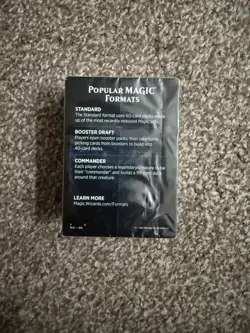 POPULAR MAGIC
FORMATS
STANDARD
The Standard format uses 60-card decks made
up of the most recently released Magic sets.
BOOSTER DRAFT
Players open booster packs, then take turns
picking cards from boosters to build into
40-card decks.
COMMANDER
Each player chooses a legendary creature to be
their "commander" and builds a 99-card deck
around that creature.
LEARN MORE
Magic.Wizards.com/Formats